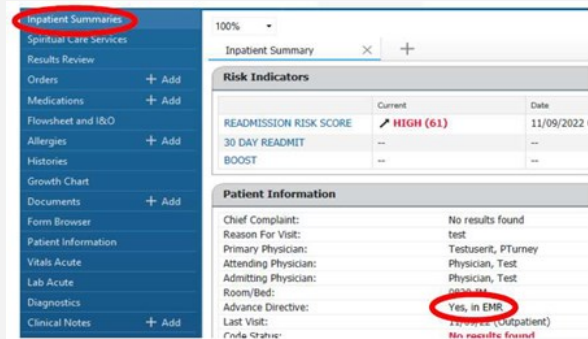 Inpatient Summaries
Spiritual Care Services
Results Review
Orders + Add
Medications + Add
Flowsheet and I&O
Allergies + Add
Histories
Growth Chart
Documents + Add
Form Browser
Patient Information
Vitals Acute
Lab Acute
Diagnostics
Clinical Notes + Add
100%
Inpatient Summary × +
Risk Indicators
Current Date
READMISSION RISK SCORE HIGH (61) 11/09/2022
30 DAY READMIT -- --
BOOST -- --
Patient Information
Chief Complaint: No results found
Reason For Visit: test
Primary Physician: Testuserit, PTurney
Attending Physician: Physician, Test
Admitting Physician: Physician, Test
Room/Bed:
Advance Directive: Yes, in EMR
Last Visit: 11/09/22 (Outpatient)
Code Status: No results found